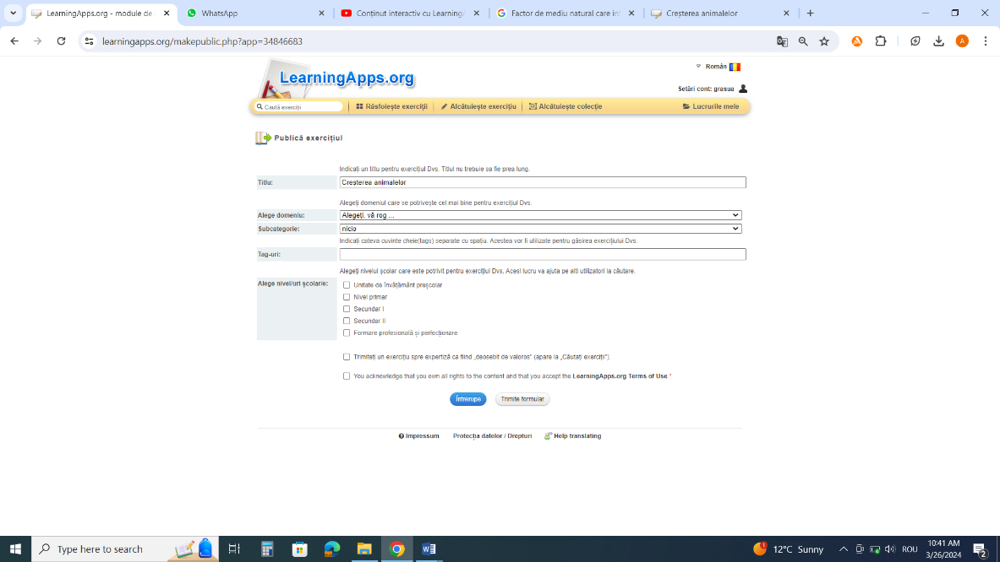 LearningApps.org - module de
WhatsApp
Conținut interactiv cu Learning
Factor de mediu natural care in
Creșterea animalelor
learningapps.org/makepublic.php?app=34846683
A
LearningApps.org
Român
Setări cont: grasua
Caută exerciții
Răsfoiește exerciții
Alcătuiește exercițiu
Alcătuiește colecție
Lucrurile mele
Publică exercițiul
Indicați un titlu pentru exercițiul Dvs. Titlul nu trebuie sa fie prea lung.
Titlu:
Creșterea animalelor
Alegeți domeniul care se potrivește cel mai bine pentru exercițiul Dvs.
Alege domeniu:
Alegeți, vă rog ...
Subcategorie:
nicio
Indicați cateva cuvinte cheie(tags) separate cu spațiu. Acestea vor fi utilizate pentru găsirea exercițiului Dvs.
Tag-uri:
Alegeți nivelul școlar care este potrivit pentru exercițiul Dvs. Acesl lucru va ajuta pe alti utilizatori la căutare.
Alege nivel/uri școlar/e:
Unitate de învățământ preșcolar
Nivel primar
Secundar I
Secundar II
Formare profesională și perfecționare
Trimiteți un exercițiu spre expertiză ca fiind „deosebit de valoros" (apare la „Căutați exerciții").
You acknowledge that you own all rights to the content and that you accept the LearningApps.org Terms of Use.*
Întrerupe
Trimite formular
Impressum
Protecția datelor / Drepturi
Help translating
Type here to search
1
12°C Sunny
ROU
10:41 AM
3/26/2024
2